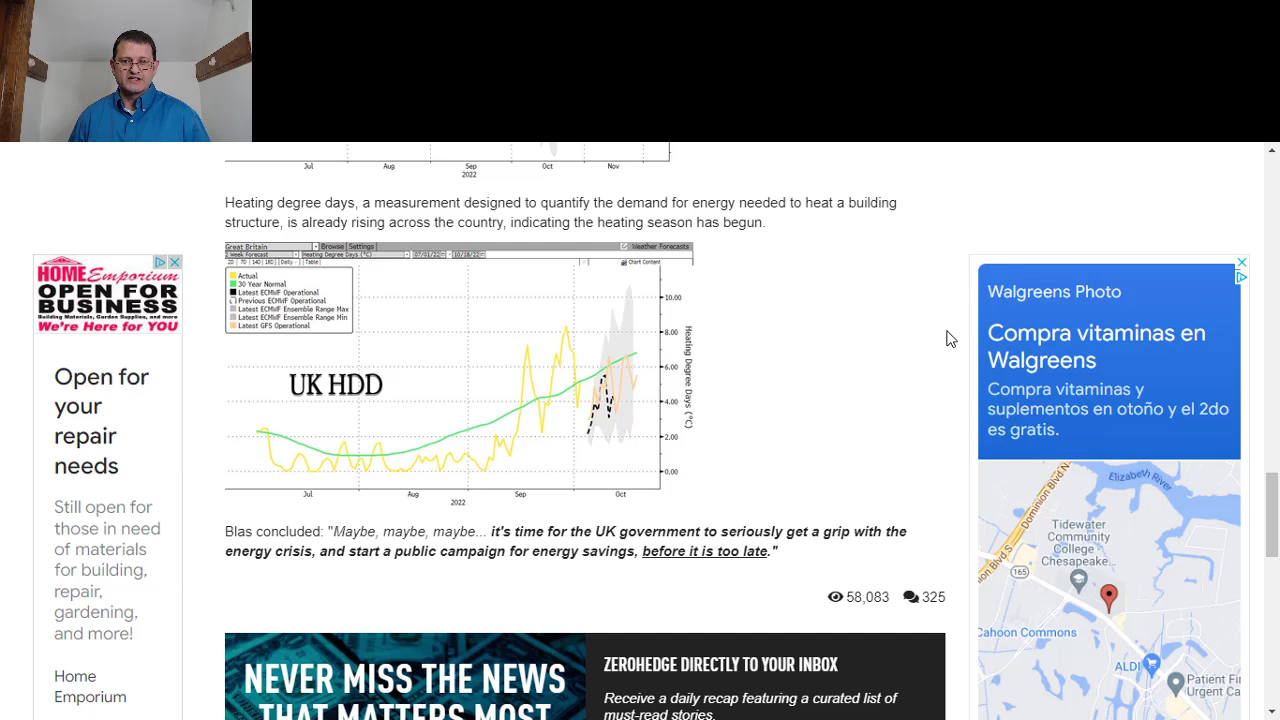 Jul Aug Sep Oct Nov
2022
Heating degree days, a measurement designed to quantify the demand for energy needed to heat a building
structure, is already rising across the country, indicating the heating season has begun.
Great Britain Browse Settings Weather Forecasts
2 Week Forecast Heating Degree Days (°C) 07/01/22 - 10/18/22
2D 7D 14D 18D Daily Table Chart Content
Actual
30 Year Normal
Latest ECMWF Operational
Previous ECMWF Operational
Latest ECMWF Ensemble Range Max
Latest ECMWF Ensemble Range Min
Latest GFS Operational
UK HDD
10.00
8.00
6.00
4.00
2.00
0.00
Heating Degree Days (°C)
Jul Aug Sep Oct
2022
Blas concluded: "Maybe, maybe, maybe... it's time for the UK government to seriously get a grip with the
energy crisis, and start a public campaign for energy savings, before it is too late."
58,083 325
NEVER MISS THE NEWS
THAT MATTERS MOST
ZEROHEDGE DIRECTLY TO YOUR INBOX
Receive a daily recap featuring a curated list of
must-read stories.
HOME Emporium
OPEN FOR
BUSINESS
Building Materials, Garden Supplies, and more
We're Here for YOU
Open for
your
repair
needs
Still open for
those in need
of materials
for building,
repair,
gardening,
and more!
Home
Emporium
Walgreens Photo
Compra vitaminas en
Walgreens
Compra vitaminas y
suplementos en otoño y el 2do
es gratis.
Elizabeth River
Dominion Blvd N
Dominion Blvd S
165
Tidewater
Community
College
Chesapeake...
Cahoon Commons
ALDI
Patient Fir
Urgent Ca